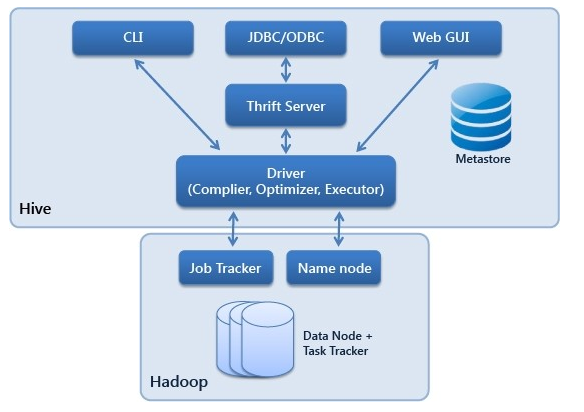 CLI
JDBC/ODBC
Web GUI
Thrift Server
Metastore
Driver
(Complier, Optimizer, Executor)
Hive
Job Tracker
Name node
Data Node +
Task Tracker
Hadoop